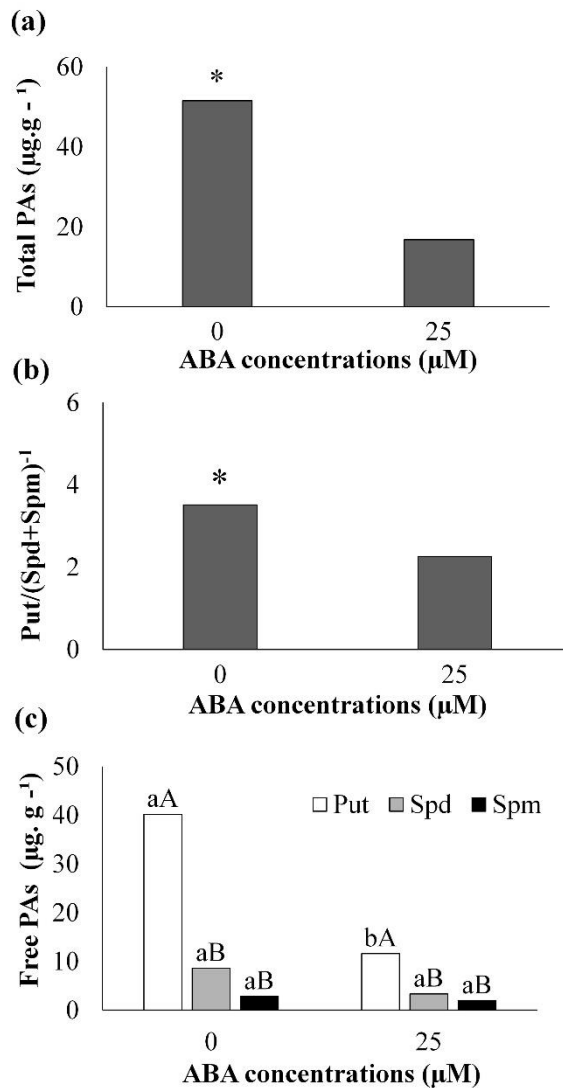 (a)
Total PAs (µg.g - ¹)
60
40
20
0
*
0 25
ABA concentrations (µM)
(b)
Put/(Spd+Spm)⁻¹
6
4
2
0
*
0 25
ABA concentrations (µM)
(c)
Free PAs (µg. g -¹)
50
40
30
20
10
0
Put Spd Spm
aA aB aB bA aB aB
0 25
ABA concentrations (µM)